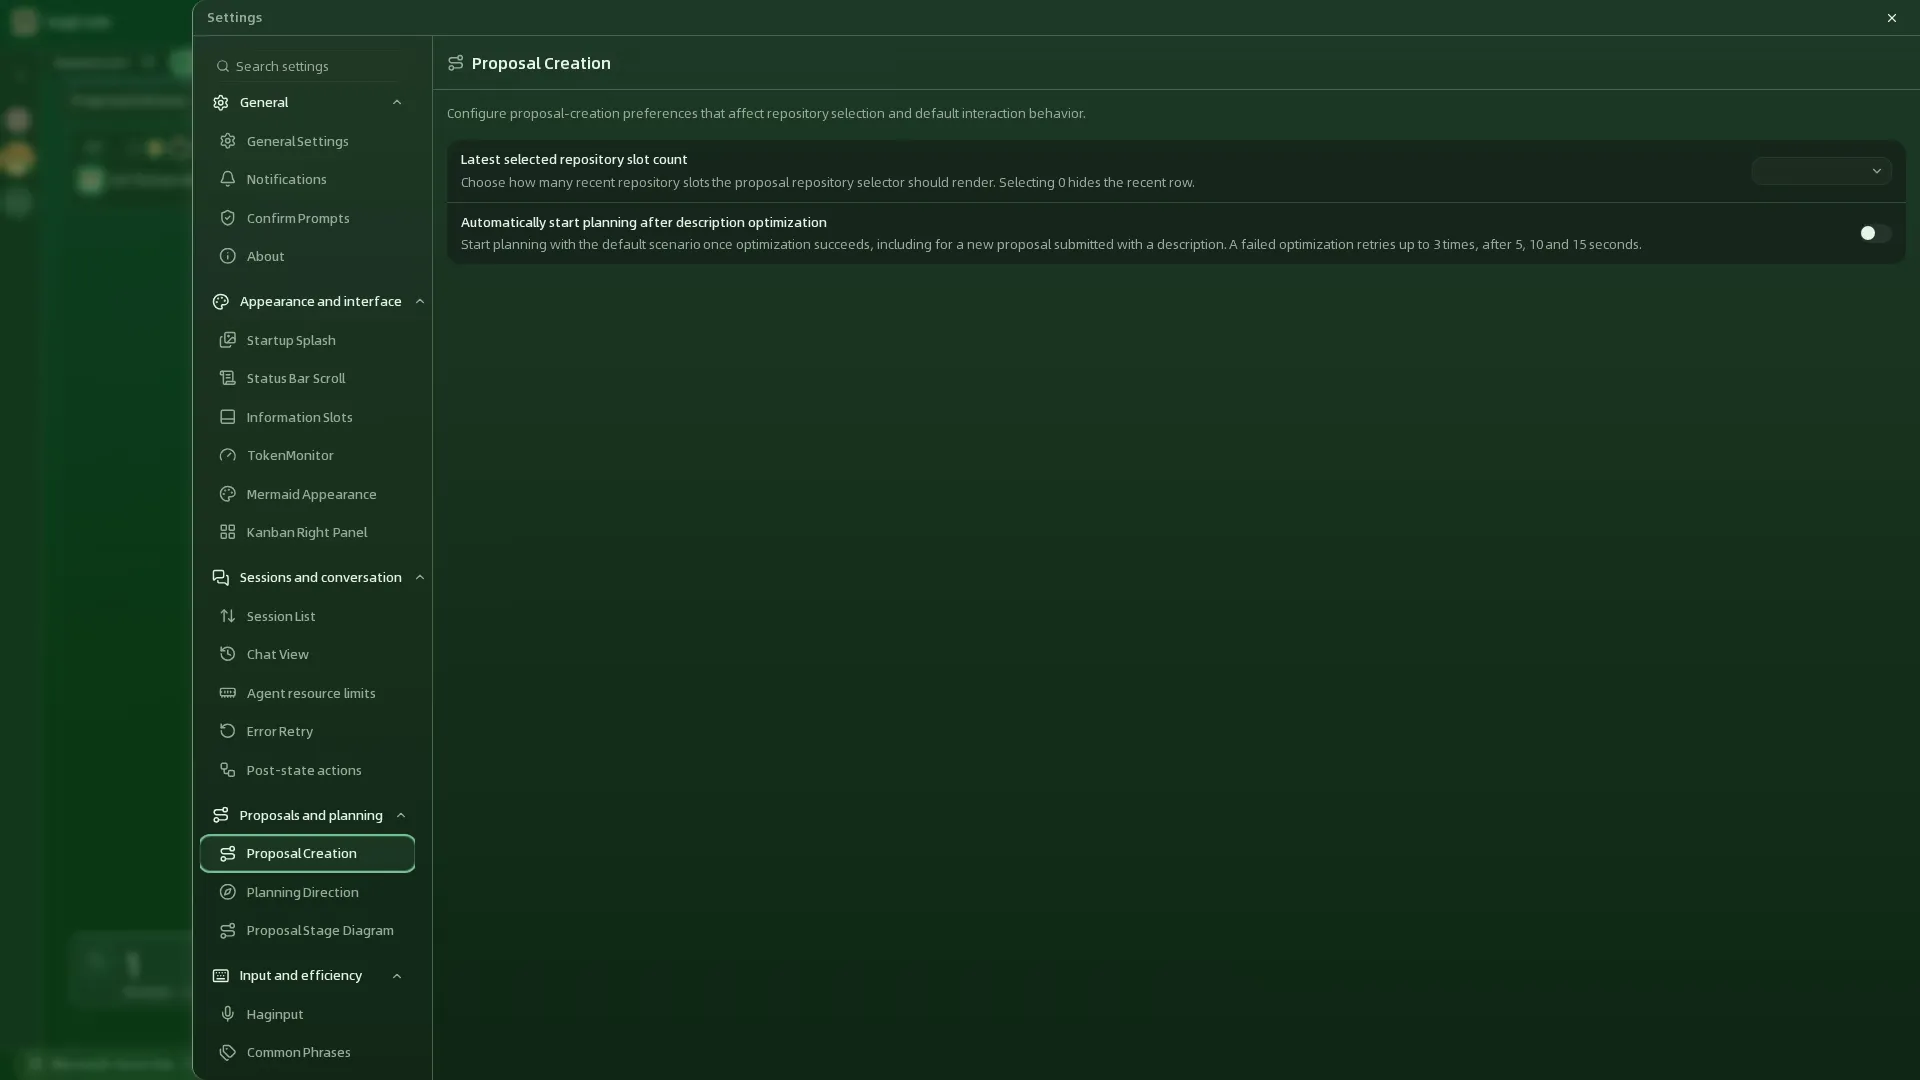 Settings
Search settings
General
General Settings
Notifications
Confirm Prompts
About
Appearance and interface
Startup Splash
Status Bar Scroll
Information Slots
TokenMonitor
Mermaid Appearance
Kanban Right Panel
Sessions and conversation
Session List
Chat View
Agent resource limits
Error Retry
Post-state actions
Proposals and planning
Proposal Creation
Planning Direction
Proposal Stage Diagram
Input and efficiency
Haginput
Common Phrases
Proposal Creation
Configure proposal-creation preferences that affect repository selection and default interaction behavior.
Latest selected repository slot count
Choose how many recent repository slots the proposal repository selector should render. Selecting 0 hides the recent row.
Automatically start planning after description optimization
Start planning with the default scenario once optimization succeeds, including for a new proposal submitted with a description. A failed optimization retries up to 3 times, after 5, 10 and 15 seconds.